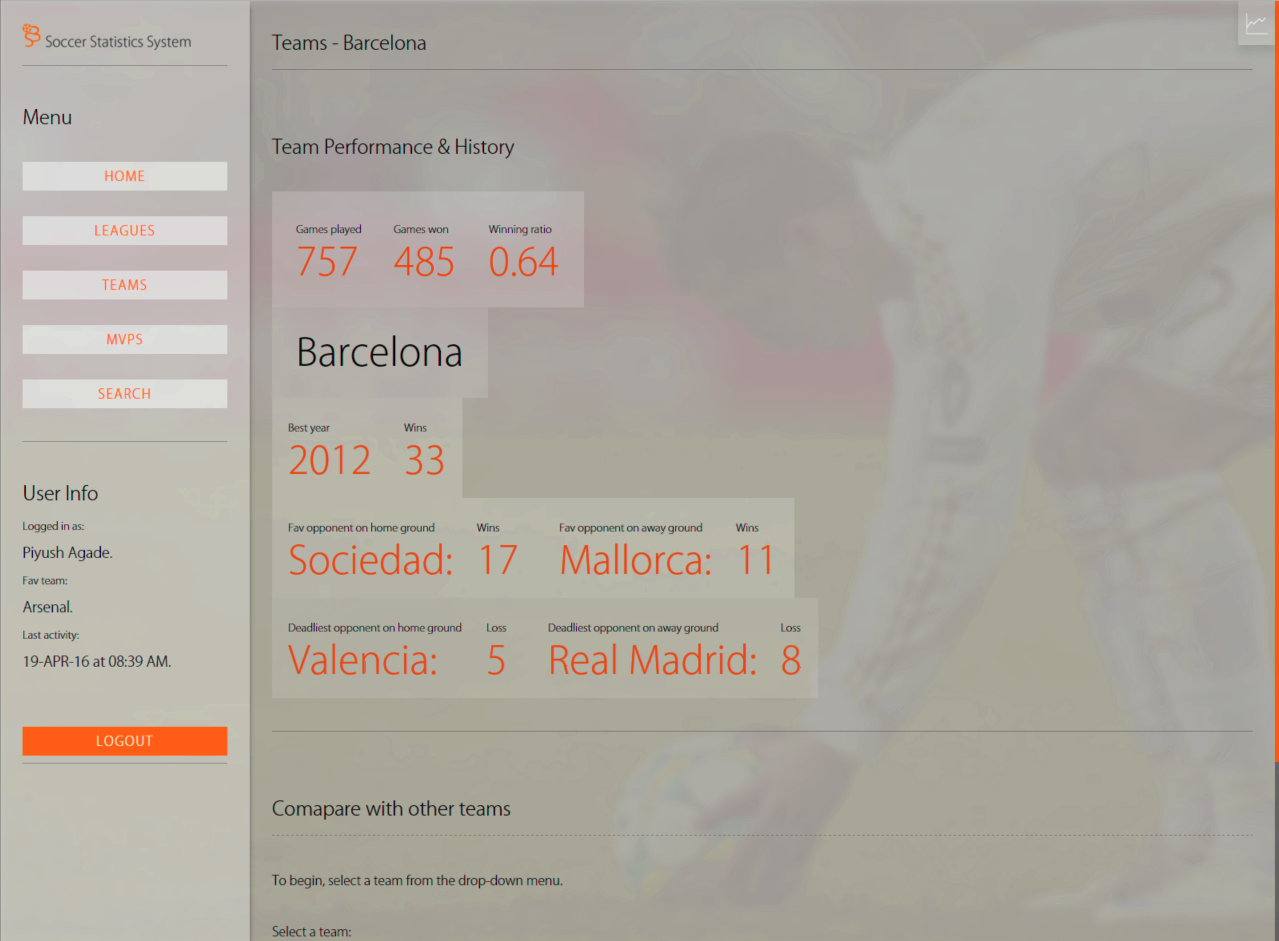 Soccer Statistics System
Menu
HOME
LEAGUES
TEAMS
MVPS
SEARCH
User Info
Logged in as:
Piyush Agade.
Fav team:
Arsenal.
Last activity:
19-APR-16 at 08:39 AM.
LOGOUT
Teams - Barcelona
Team Performance & History
Games played Games won Winning ratio
757 485 0.64
Barcelona
Best year Wins
2012 33
Fav opponent on home ground Wins Fav opponent on away ground Wins
Sociedad: 17 Mallorca: 11
Deadliest opponent on home ground Loss Deadliest opponent on away ground Loss
Valencia: 5 Real Madrid: 8
Comapare with other teams
To begin, select a team from the drop-down menu.
Select a team: